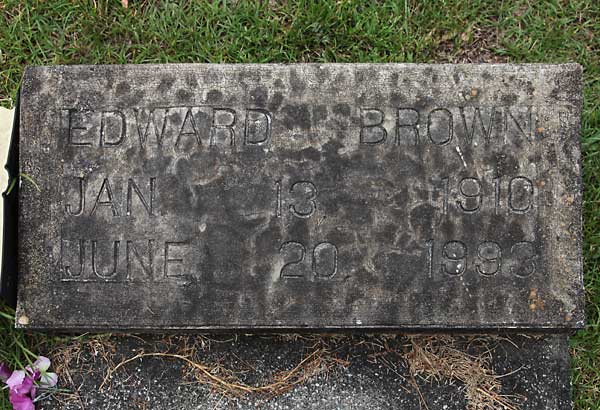 EDWARD BROWN
JAN. 13, 1910
JUNE 20, 1993